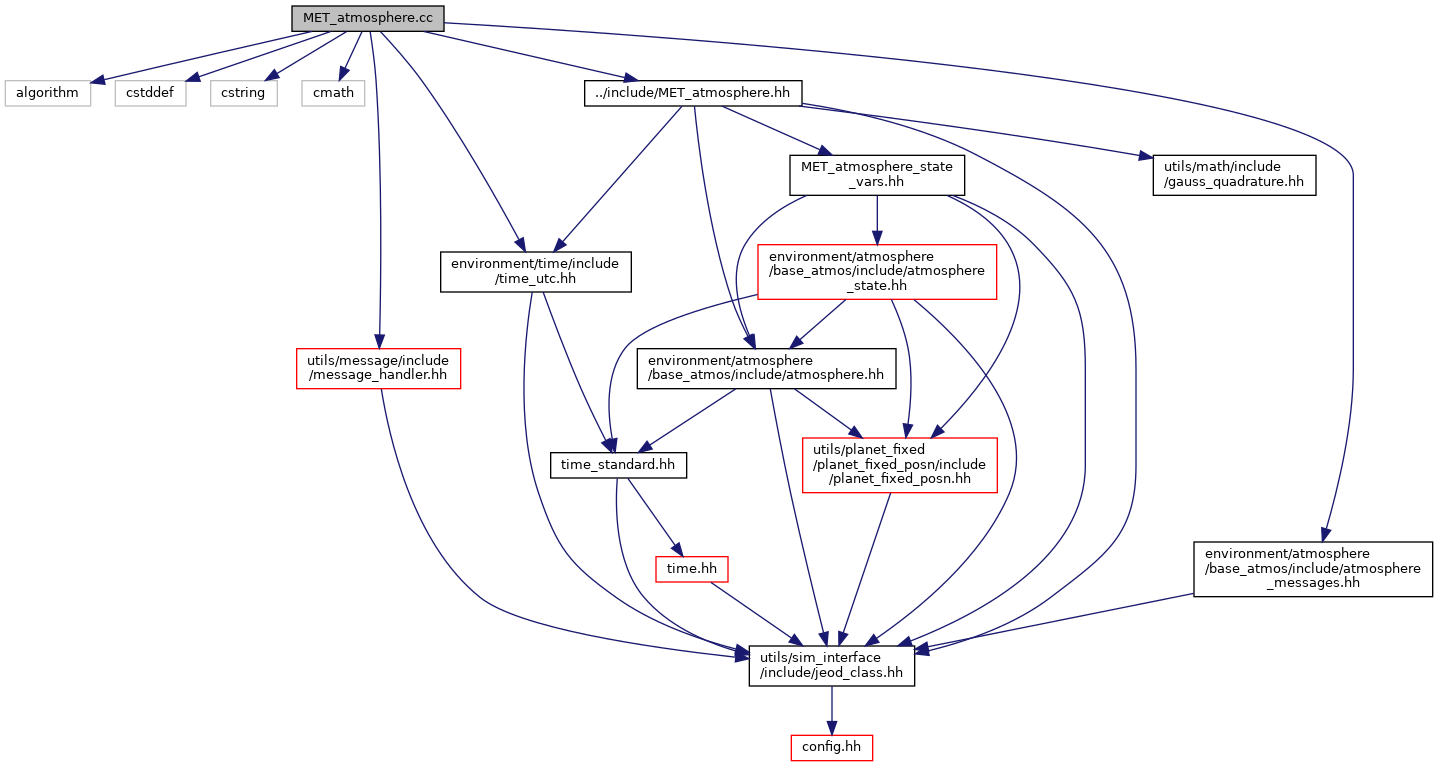 MET_atmosphere.cc
algorithm
cstddef
cstring
cmath
../include/MET_atmosphere.hh
MET_atmosphere_state
_vars.hh
utils/math/include
/gauss_quadrature.hh
environment/time/include
/time_utc.hh
environment/atmosphere
/base_atmos/include/atmosphere
_state.hh
utils/message/include
/message_handler.hh
environment/atmosphere
/base_atmos/include/atmosphere.hh
time_standard.hh
utils/planet_fixed
/planet_fixed_posn/include
/planet_fixed_posn.hh
time.hh
environment/atmosphere
/base_atmos/include/atmosphere
_messages.hh
utils/sim_interface
/include/jeod_class.hh
config.hh